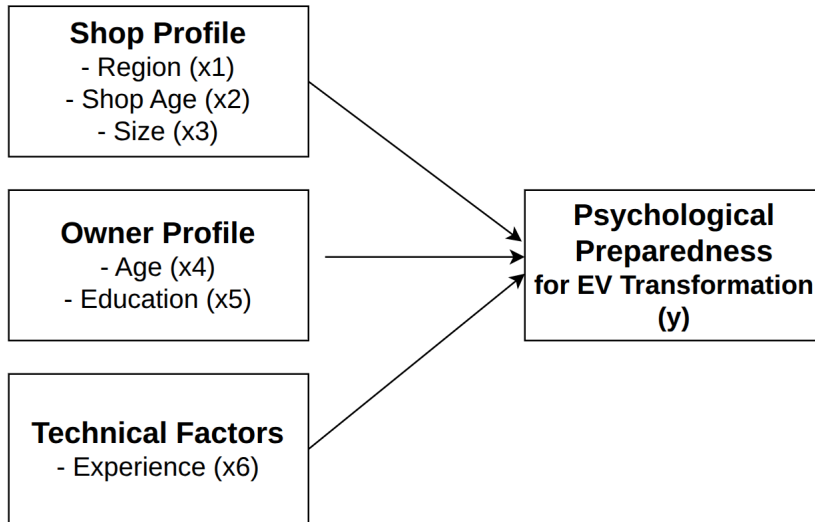 Shop Profile
- Region (x1)
- Shop Age (x2)
- Size (x3)
Owner Profile
- Age (x4)
- Education (x5)
Technical Factors
- Experience (x6)
Psychological
Preparedness
for EV Transformation
(y)